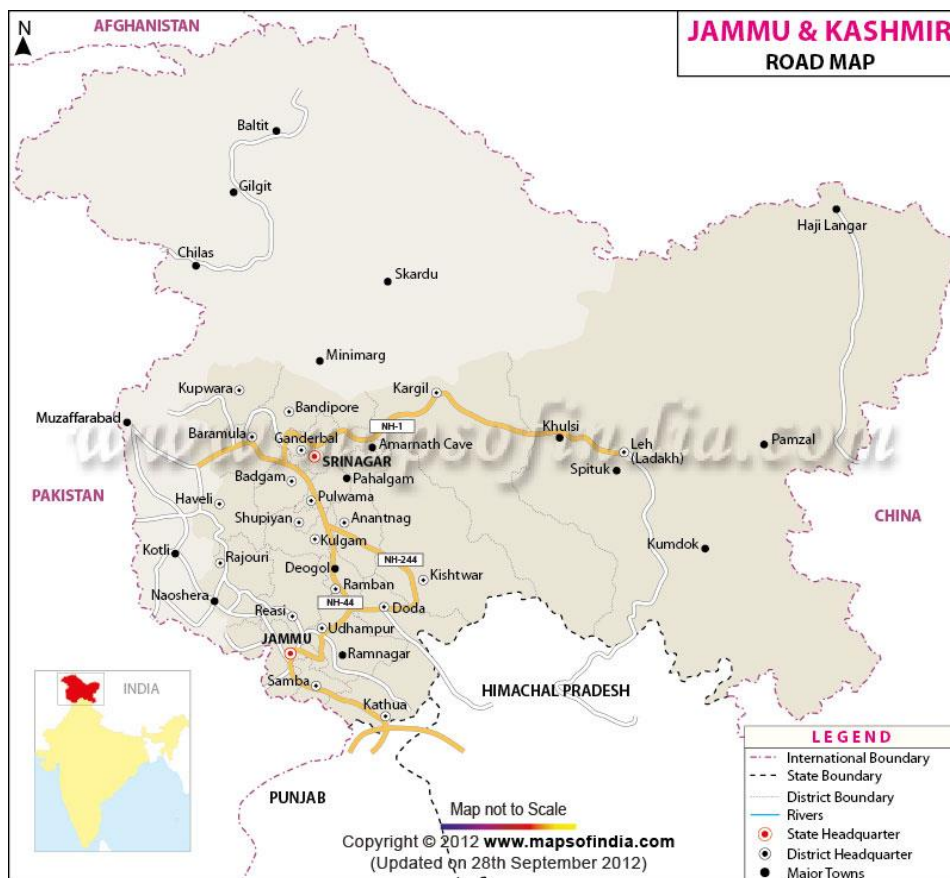 N
AFGHANISTAN
JAMMU & KASHMIR
ROAD MAP
Baltit
Gilgit
Haji Langar
Chilas
Skardu
Minimarg
Kupwara
Kargil
Bandipore
Muzaffarabad
NH-1
Baramula
Ganderbal
Khulsi
www.mapsofindia.com
Amarnath Cave
Pamzal
Leh
(Ladakh)
SRINAGAR
Spituk
Badgam
Pahalgam
PAKISTAN
Haveli
Pulwama
CHINA
Shupiyan
Anantnag
Kulgam
Kumdok
Kotli
Rajouri
NH-244
Deogol
Kishtwar
Naoshera
Ramban
NH-44
Reasi
Doda
Udhampur
JAMMU
Ramnagar
INDIA
Samba
HIMACHAL PRADESH
Kathua
LEGEND
International Boundary
State Boundary
District Boundary
Rivers
State Headquarter
District Headquarter
Major Towns
PUNJAB
Map not to Scale
Copyright © 2012 www.mapsofindia.com
(Updated on 28th September 2012)